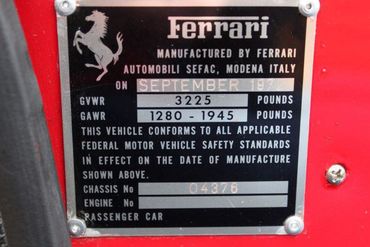 Ferrari
MANUFACTURED BY FERRARI
AUTOMOBILI SEFAC, MODENA ITALY
ON SEPTEMBER
GVWR 3225 POUNDS
GAWR 1280 - 1945 POUNDS
THIS VEHICLE CONFORMS TO ALL APPLICABLE
FEDERAL MOTOR VEHICLE SAFETY STANDARDS
IN EFFECT ON THE DATE OF MANUFACTURE
SHOWN ABOVE.
CHASSIS No 04376
ENGINE No
PASSENGER CAR